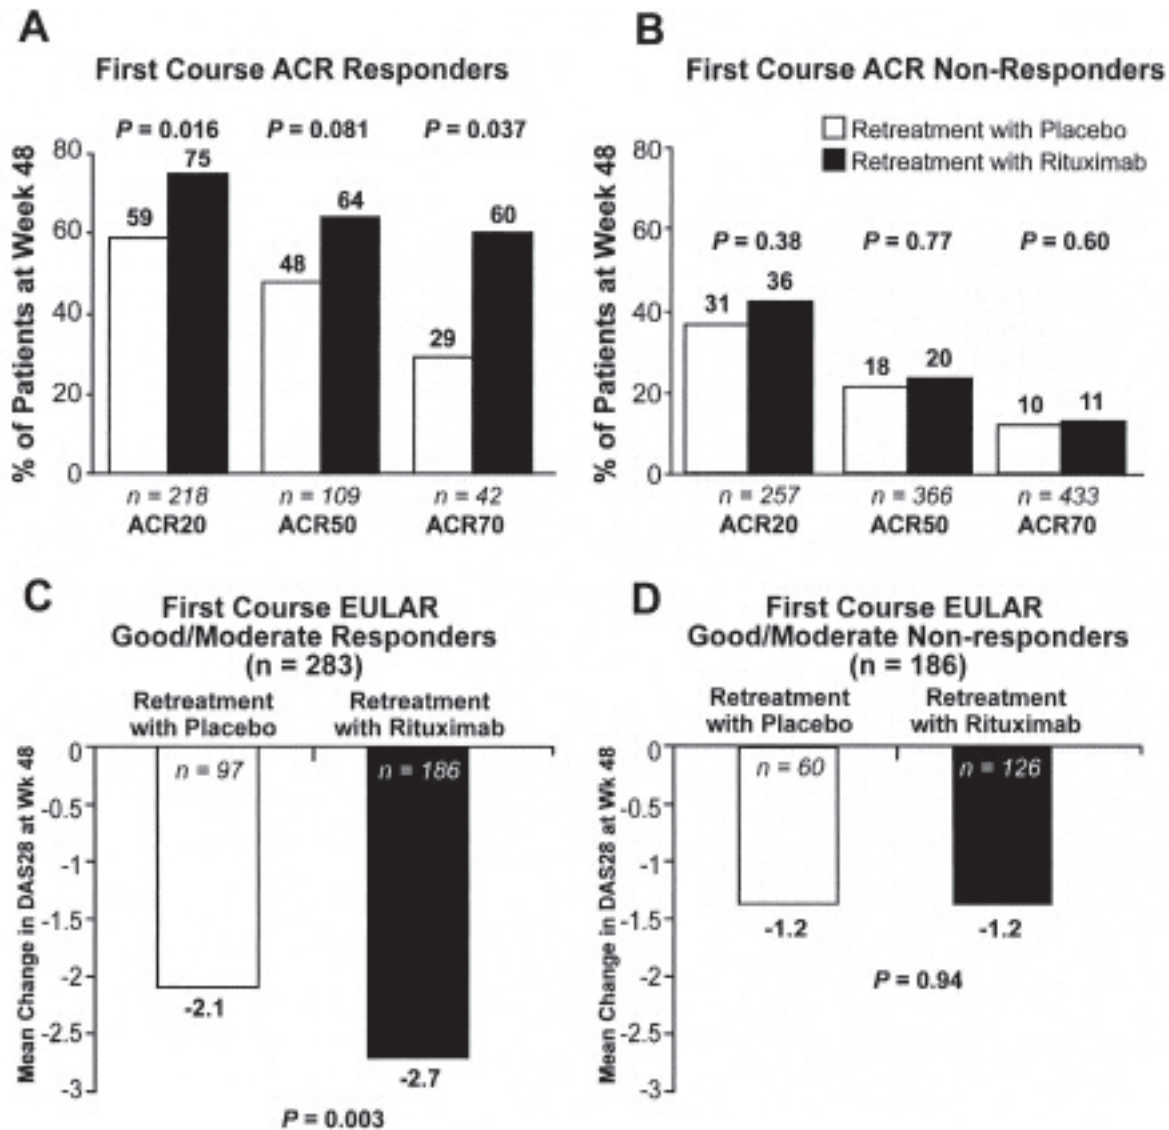 A
First Course ACR Responders
P = 0.016 P = 0.081 P = 0.037
% of Patients at Week 48
80
60
40
20
0
59 75
48 64
29 60
n = 218 n = 109 n = 42
ACR20 ACR50 ACR70
B
First Course ACR Non-Responders
Retreatment with Placebo
Retreatment with Rituximab
% of Patients at Week 48
80
60
40
20
0
P = 0.38 P = 0.77 P = 0.60
31 36
18 20
10 11
n = 257 n = 366 n = 433
ACR20 ACR50 ACR70
C
First Course EULAR
Good/Moderate Responders
(n = 283)
Retreatment
with Placebo
Retreatment
with Rituximab
Mean Change in DAS28 at Wk 48
0
-0.5
-1
-1.5
-2
-2.5
-3
n = 97 n = 186
-2.1
-2.7
P = 0.003
D
First Course EULAR
Good/Moderate Non-responders
(n = 186)
Retreatment
with Placebo
Retreatment
with Rituximab
Mean Change in DAS28 at Wk 48
0
-0.5
-1
-1.5
-2
-2.5
-3
n = 60 n = 126
-1.2 -1.2
P = 0.94